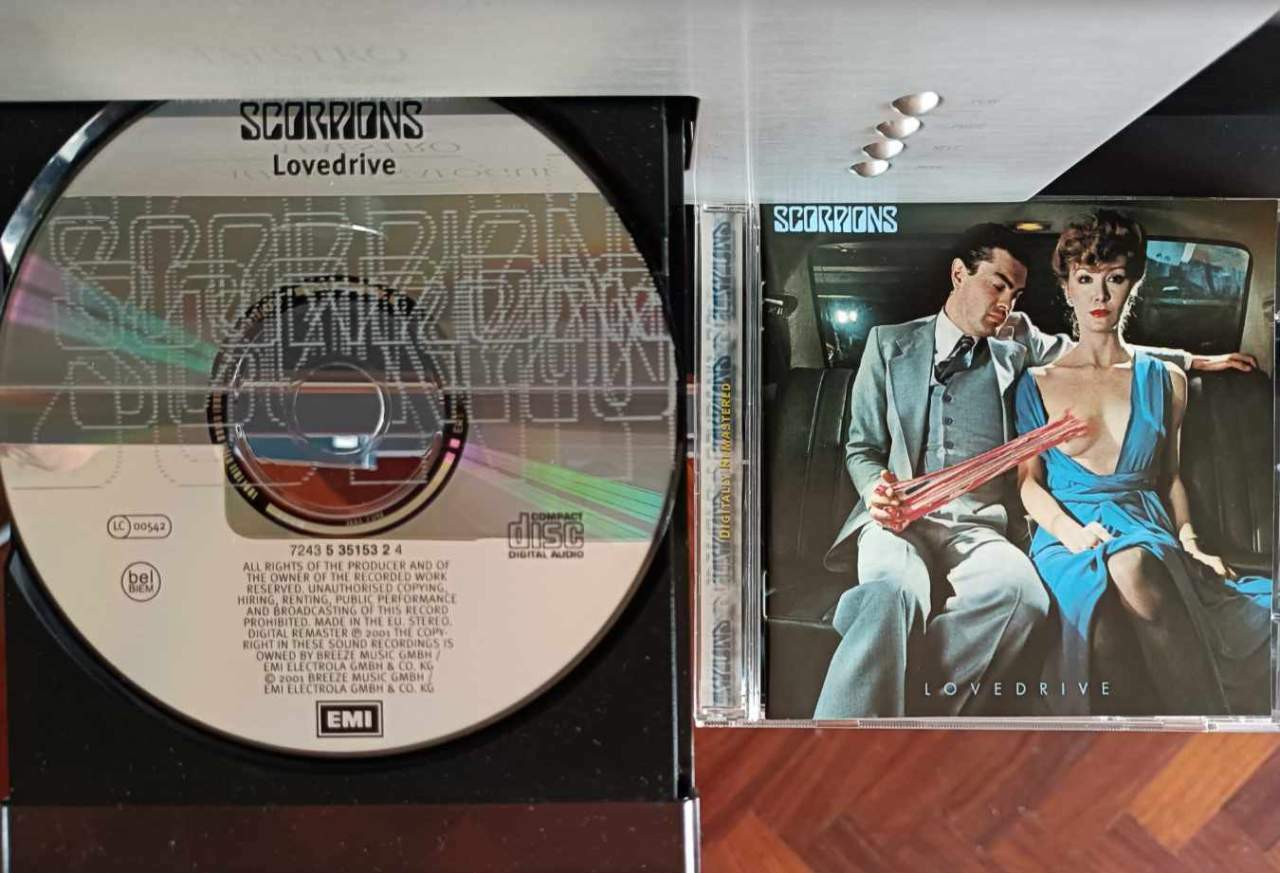 SCORPIONS
Lovedrive
LC 00542
bel
BIEM
COMPACT
disc
DIGITAL AUDIO
7243 5 35153 2 4
ALL RIGHTS OF THE PRODUCER AND OF
THE OWNER OF THE RECORDED WORK
RESERVED. UNAUTHORISED COPYING,
HIRING, RENTING, PUBLIC PERFORMANCE
AND BROADCASTING OF THIS RECORD
PROHIBITED. MADE IN THE EU. STEREO.
DIGITAL REMASTER ℗ 2001 THE COPY-
RIGHT IN THESE SOUND RECORDINGS IS
OWNED BY BREEZE MUSIC GMBH /
EMI ELECTROLA GMBH & CO. KG
© 2001 BREEZE MUSIC GMBH /
EMI ELECTROLA GMBH & CO. KG
EMI
DIGITALLY REMASTERED
SCORPIONS
LOVEDRIVE